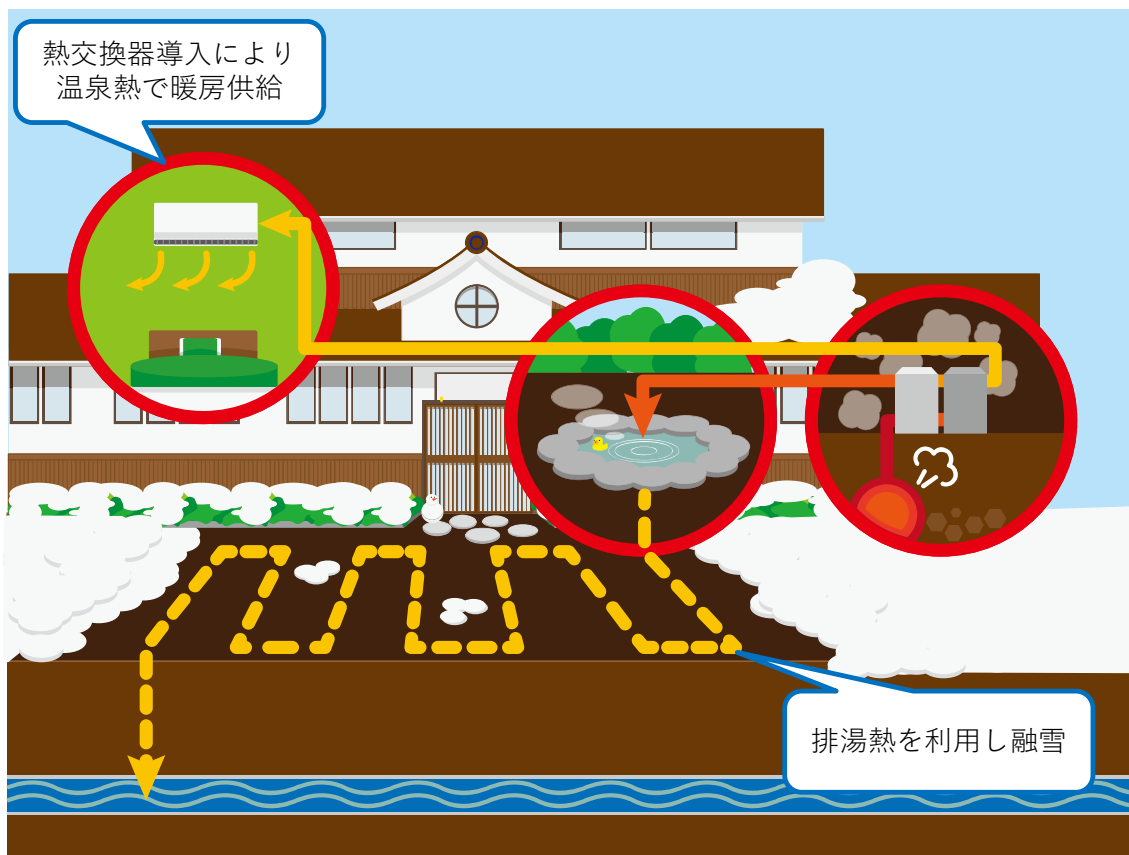 熱交換器導入により
温泉熱で暖房供給
排湯熱を利用し融雪